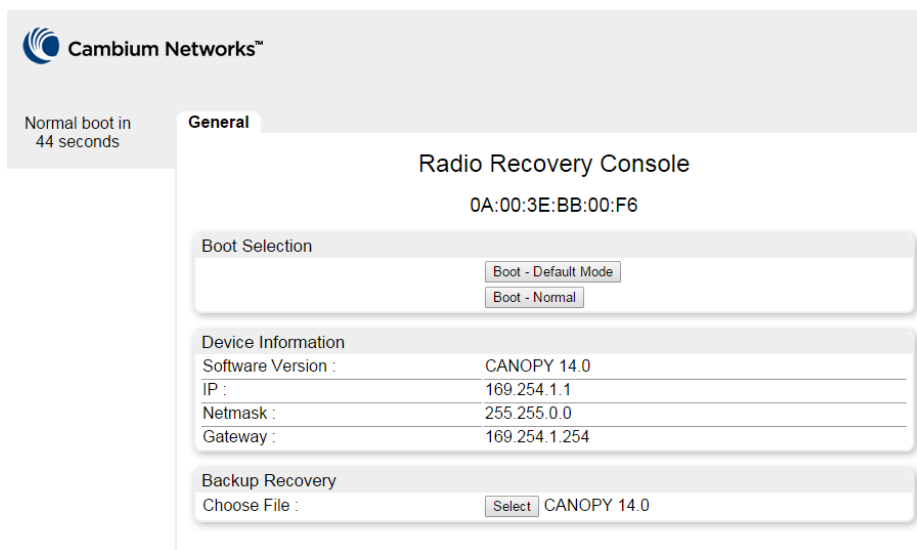 Cambium Networks™
Normal boot in
44 seconds
General
Radio Recovery Console
0A:00:3E:BB:00:F6
Boot Selection
Boot - Default Mode
Boot - Normal
Device Information
Software Version : CANOPY 14.0
IP : 169.254.1.1
Netmask : 255.255.0.0
Gateway : 169.254.1.254
Backup Recovery
Choose File : Select CANOPY 14.0